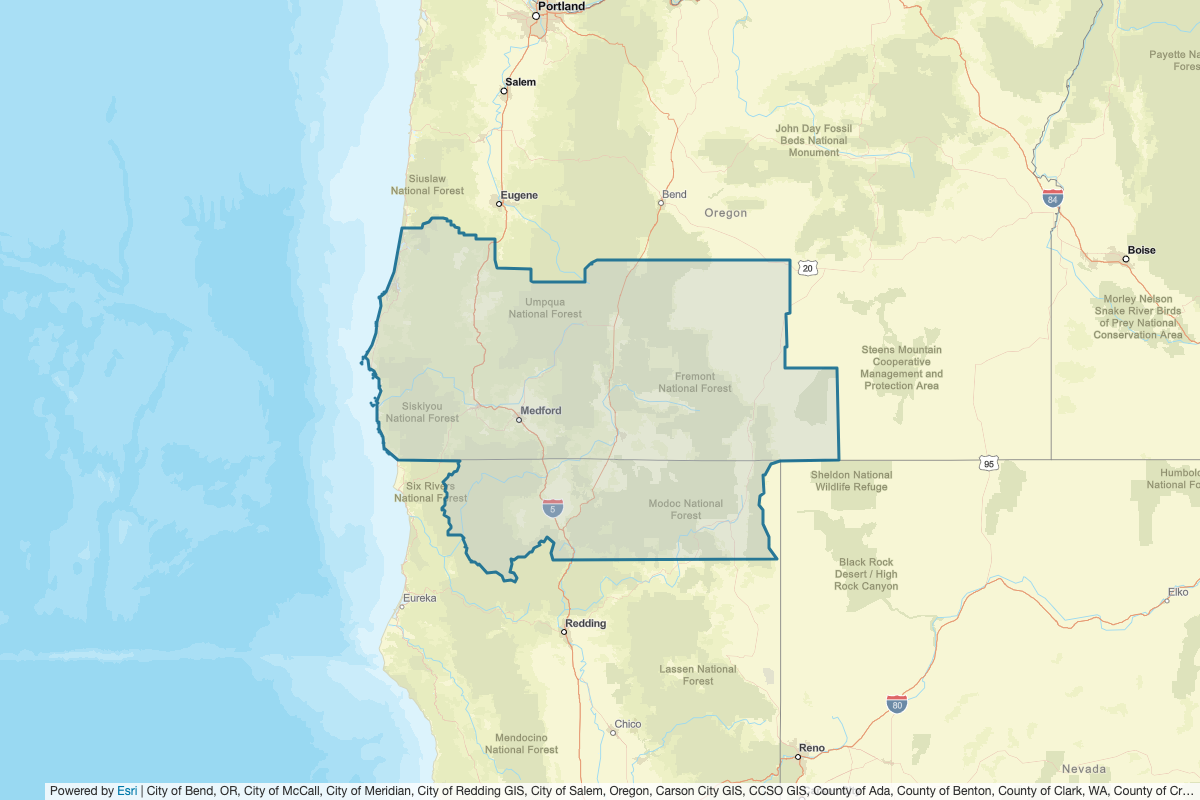 Portland
Payette Na
Fores
Salem
John Day Fossil
Beds National
Monument
Siuslaw
National Forest
Eugene
Bend
84
Oregon
Boise
20
Morley Nelson
Snake River Birds
of Prey National
Conservation Area
Umpqua
National Forest
Steens Mountain
Cooperative
Management and
Protection Area
Fremont
National Forest
Siskiyou
National Forest
Medford
95
Sheldon National
Wildlife Refuge
Humbol
National Fo
Six Rivers
National Forest
5
Modoc National
Forest
Black Rock
Desert / High
Rock Canyon
Eureka
Elko
Redding
Lassen National
Forest
80
Chico
Mendocino
National Forest
Reno
Nevada
Powered by Esri | City of Bend, OR, City of McCall, City of Meridian, City of Redding GIS, City of Salem, Oregon, Carson City GIS, CCSO GIS, County of Ada, County of Benton, County of Clark, WA, County of Cr…